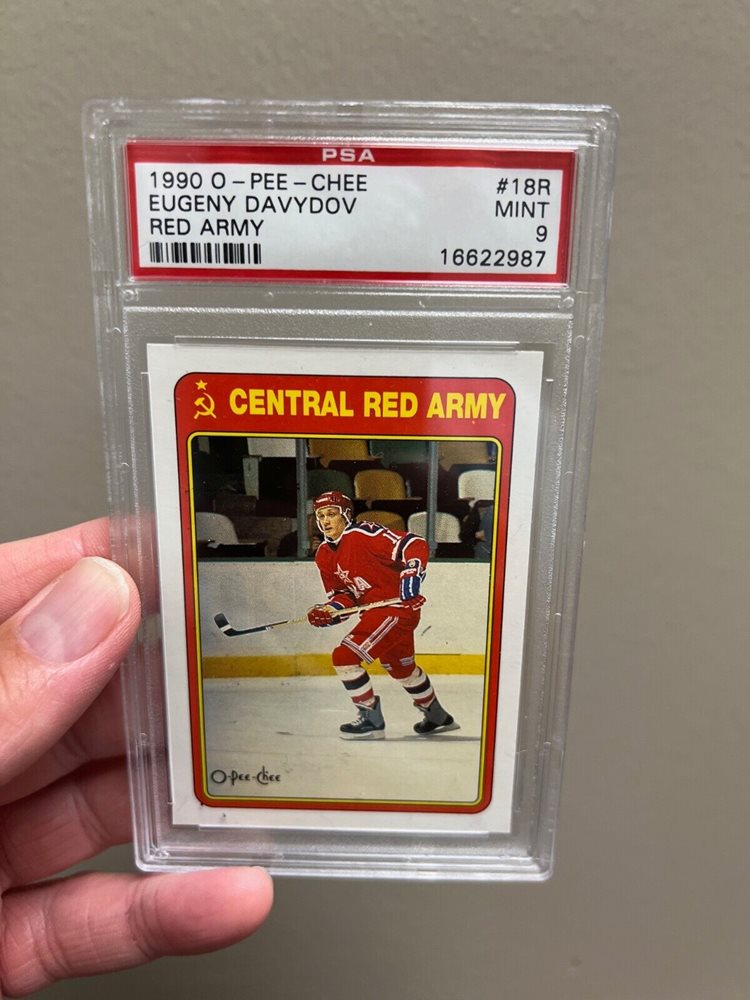 PSA
1990 O-PEE-CHEE #18R
EUGENY DAVYDOV MINT
RED ARMY 9
16622987
CENTRAL RED ARMY
O-Pee-Chee